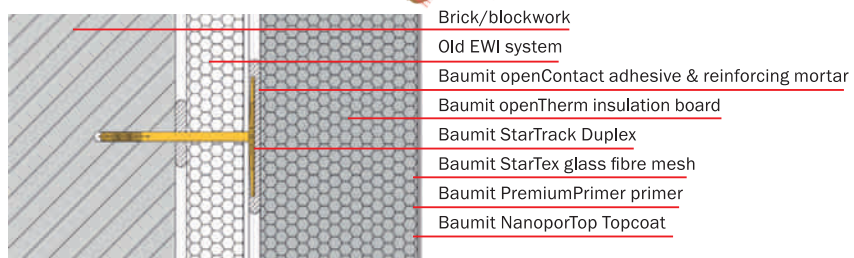 Brick/blockwork
Old EWI system
Baumit openContact adhesive & reinforcing mortar
Baumit openTherm insulation board
Baumit StarTrack Duplex
Baumit StarTex glass fibre mesh
Baumit PremiumPrimer primer
Baumit NanoporTop Topcoat